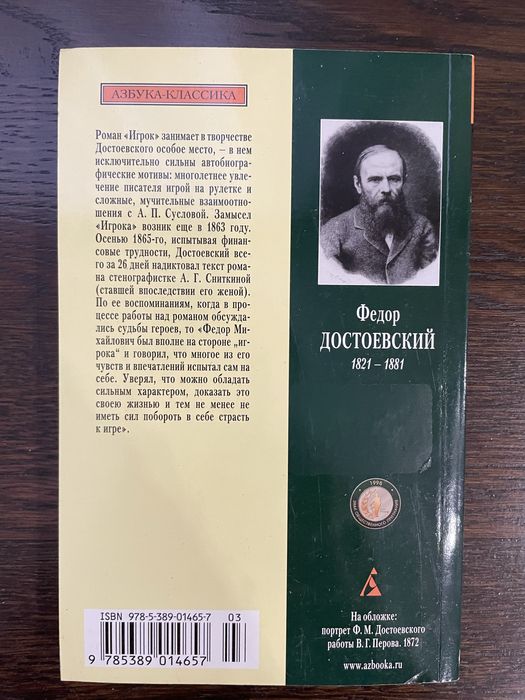 АЗБУКА-КЛАССИКА
Роман «Игрок» занимает в творчестве
Достоевского особое место, – в нем
исключительно сильны автобиогра-
фические мотивы: многолетнее увле-
чение писателя игрой на рулетке и
сложные, мучительные взаимоотно-
шения с А. П. Сусловой. Замысел
«Игрока» возник еще в 1863 году.
Осенью 1865-го, испытывая финан-
совые трудности, Достоевский все-
го за 26 дней надиктовал текст рома-
на стенографистке А. Г. Сниткиной
(ставшей впоследствии его женой).
По ее воспоминаниям, когда в про-
цессе работы над романом обсужда-
лись судьбы героев, то «Федор Ми-
хайлович был вполне на стороне „иг-
рока“ и говорил, что многое из его
чувств и впечатлений испытал сам на
себе. Уверял, что можно обладать
сильным характером, доказать это
своею жизнью и тем не менее не
иметь сил побороть в себе страсть
к игре».
ISBN 978-5-389-01465-7 03
9 785389 014657
Федор
ДОСТОЕВСКИЙ
1821 – 1881
1998
ЗНАК ОБЩЕСТВЕННОГО ПРИЗНАНИЯ
На обложке:
портрет Ф. М. Достоевского
работы В. Г. Перова. 1872
www.azbooka.ru